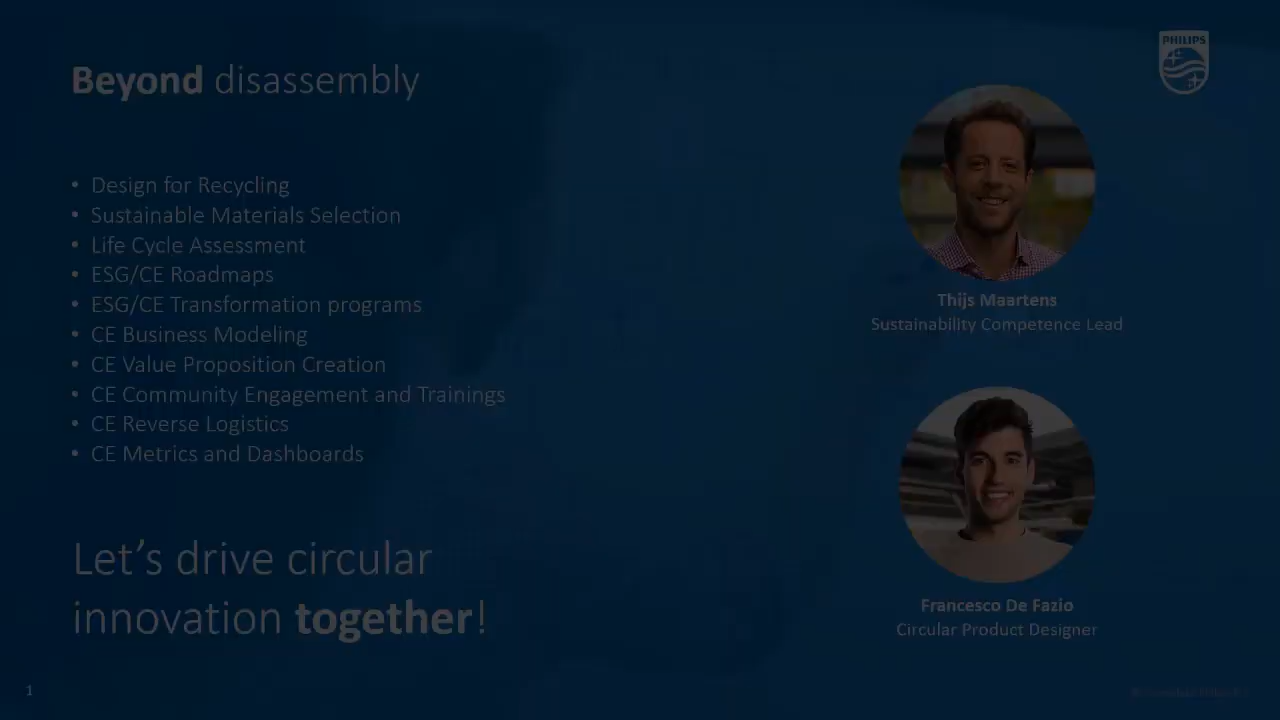 PHILIPS
Beyond disassembly
• Design for Recycling
• Sustainable Materials Selection
• Life Cycle Assessment
• ESG/CE Roadmaps
• ESG/CE Transformation programs
• CE Business Modeling
• CE Value Proposition Creation
• CE Community Engagement and Trainings
• CE Reverse Logistics
• CE Metrics and Dashboards
Let’s drive circular
innovation together!
Thijs Maartens
Sustainability Competence Lead
Francesco De Fazio
Circular Product Designer
1